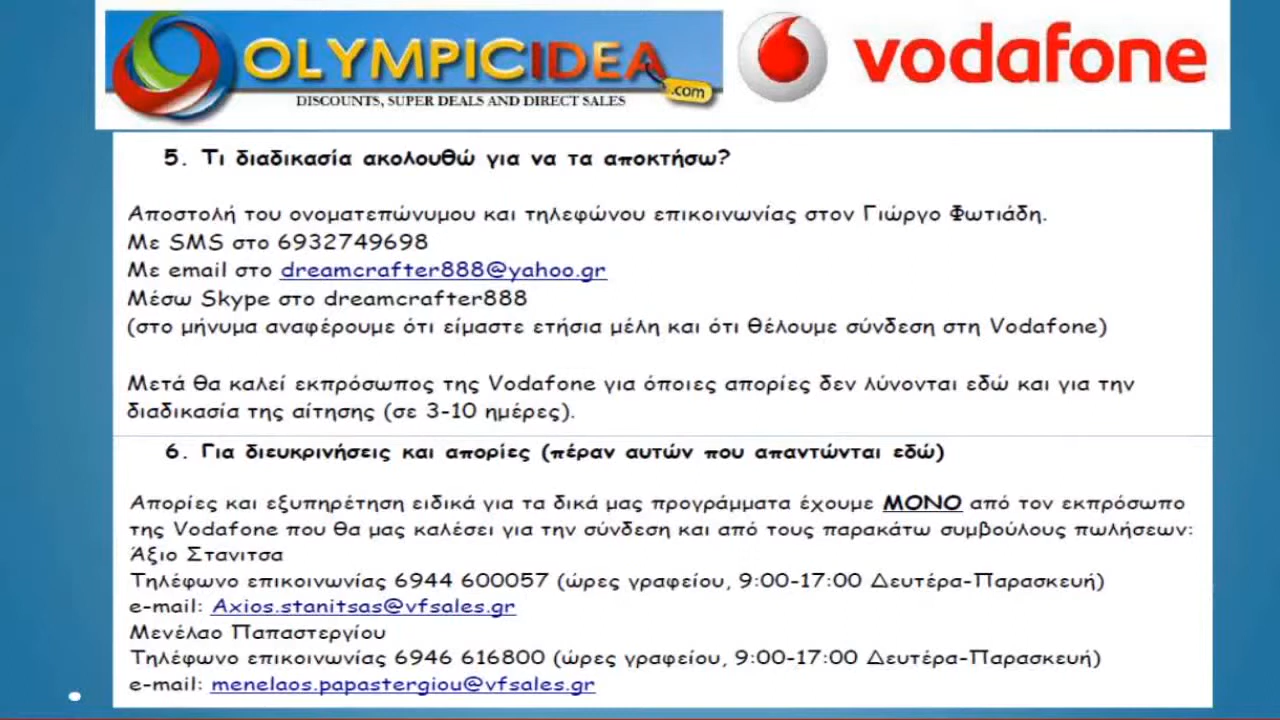 OLYMPICIDEA.com
DISCOUNTS, SUPER DEALS AND DIRECT SALES
vodafone
5. Τι διαδικασία ακολουθώ για να τα αποκτήσω?
Αποστολή του ονοματεπώνυμου και τηλεφώνου επικοινωνίας στον Γιώργο Φωτιάδη.
Με SMS στο 6932749698
Με email στο dreamcrafter888@yahoo.gr
Μέσω Skype στο dreamcrafter888
(στο μήνυμα αναφέρουμε ότι είμαστε ετήσια μέλη και ότι θέλουμε σύνδεση στη Vodafone)
Μετά θα καλεί εκπρόσωπος της Vodafone για όποιες απορίες δεν λύνονται εδώ και για την
διαδικασία της αίτησης (σε 3-10 ημέρες).
6. Για διευκρινήσεις και απορίες (πέραν αυτών που απαντώνται εδώ)
Απορίες και εξυπηρέτηση ειδικά για τα δικά μας προγράμματα έχουμε ΜΟΝΟ από τον εκπρόσωπο
της Vodafone που θα μας καλέσει για την σύνδεση και από τους παρακάτω συμβούλους πωλήσεων:
Άξιο Στανιτσα
Τηλέφωνο επικοινωνίας 6944 600057 (ώρες γραφείου, 9:00-17:00 Δευτέρα-Παρασκευή)
e-mail: Axios.stanitsas@vfsales.gr
Μενέλαο Παπαστεργίου
Τηλέφωνο επικοινωνίας 6946 616800 (ώρες γραφείου, 9:00-17:00 Δευτέρα-Παρασκευή)
e-mail: menelaos.papastergiou@vfsales.gr